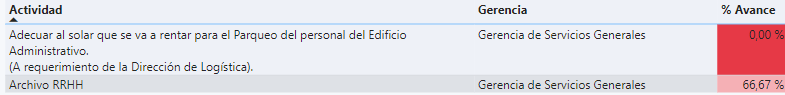 Actividad Gerencia % Avance
Adecuar al solar que se va a rentar para el Parqueo del personal del Edificio Gerencia de Servicios Generales 0,00 %
Administrativo.
(A requerimiento de la Dirección de Logística).
Archivo RRHH Gerencia de Servicios Generales 66,67 %